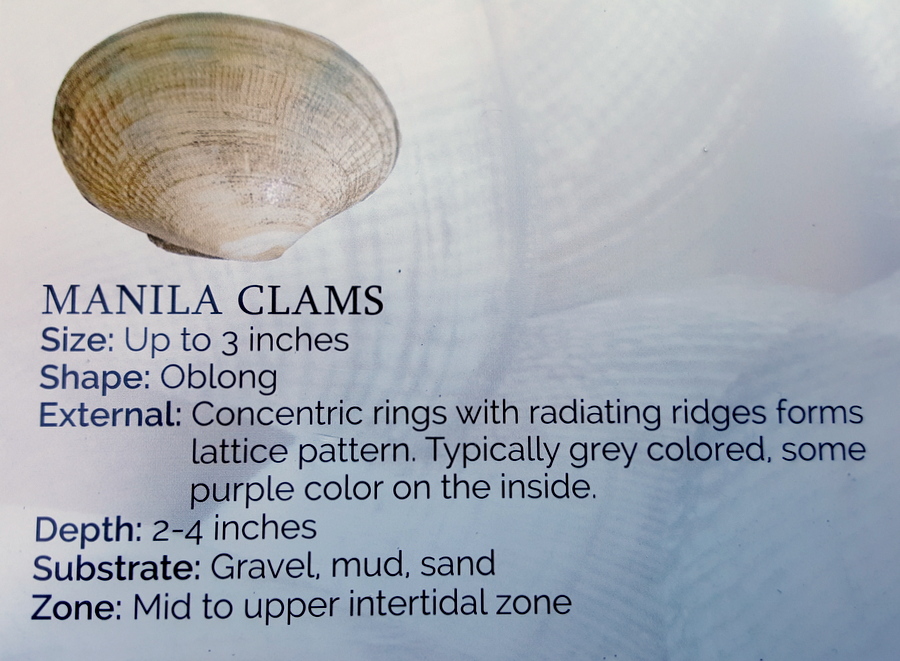 MANILA CLAMS
Size: Up to 3 inches
Shape: Oblong
External: Concentric rings with radiating ridges forms
lattice pattern. Typically grey colored, some
purple color on the inside.
Depth: 2-4 inches
Substrate: Gravel, mud, sand
Zone: Mid to upper intertidal zone